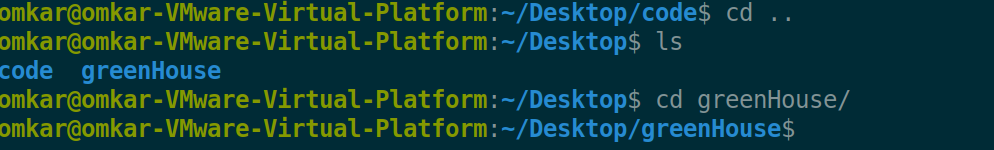 omkar@omkar-VMware-Virtual-Platform:~/Desktop/code$ cd ..
omkar@omkar-VMware-Virtual-Platform:~/Desktop$ ls
code  greenHouse
omkar@omkar-VMware-Virtual-Platform:~/Desktop$ cd greenHouse/
omkar@omkar-VMware-Virtual-Platform:~/Desktop/greenHouse$